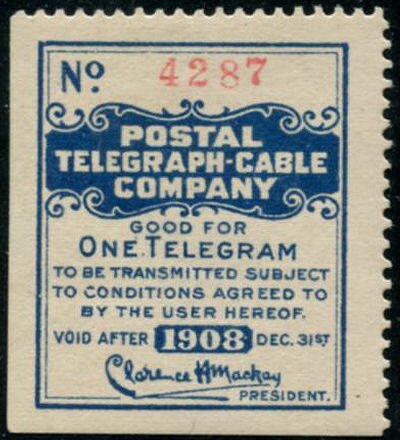 No. 4287
POSTAL
TELEGRAPH-CABLE
COMPANY
GOOD FOR
ONE TELEGRAM
TO BE TRANSMITTED SUBJECT
TO CONDITIONS AGREED TO
BY THE USER HEREOF.
VOID AFTER 1908 DEC. 31ST.
Clarence H Mackay
PRESIDENT.